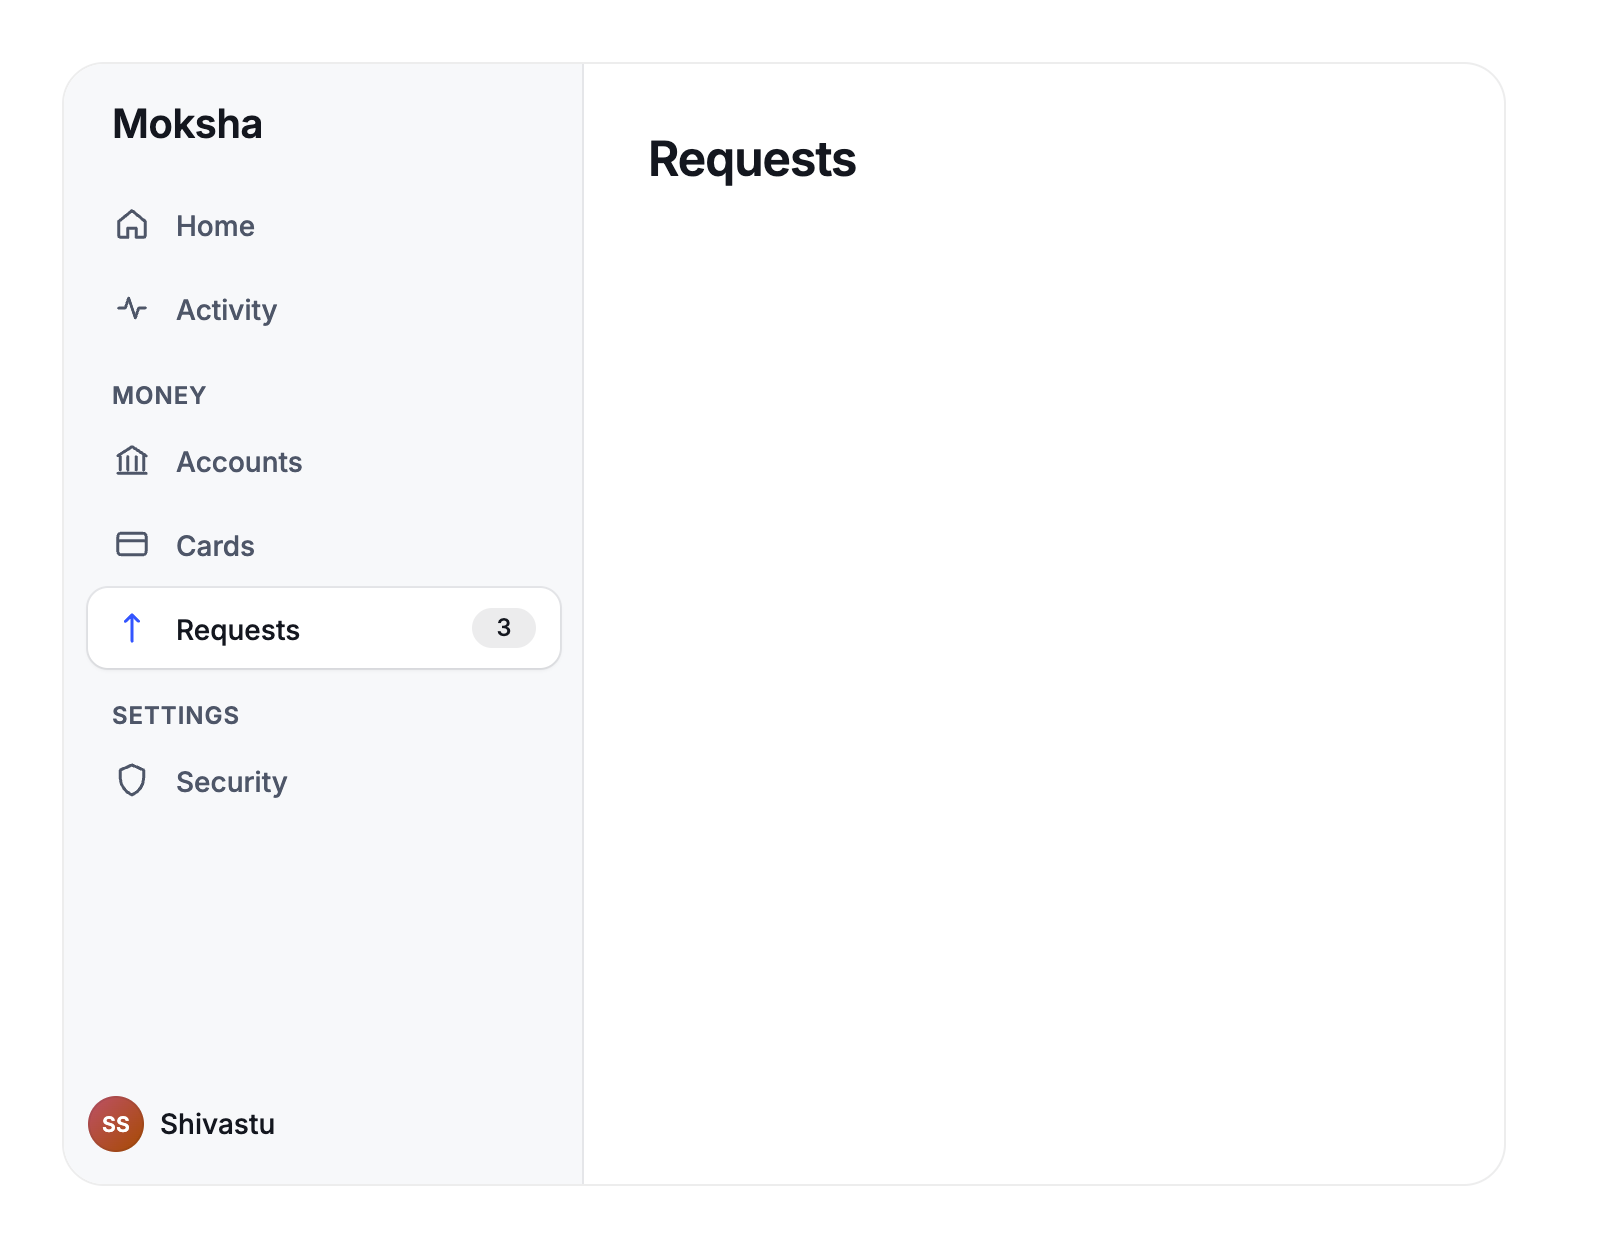 Moksha
Home
Activity
MONEY
Accounts
Cards
Requests 3
SETTINGS
Security
SS Shivastu
Requests